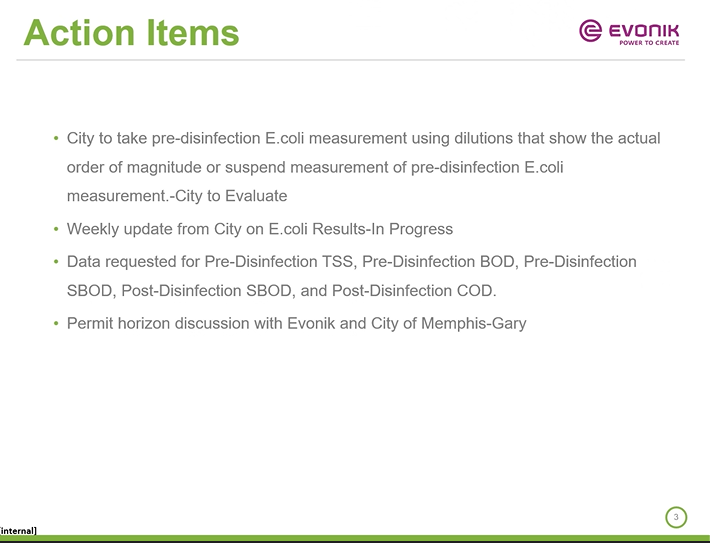 Action Items
EVONIK
POWER TO CREATE
• City to take pre-disinfection E.coli measurement using dilutions that show the actual
order of magnitude or suspend measurement of pre-disinfection E.coli
measurement.-City to Evaluate
• Weekly update from City on E.coli Results-In Progress
• Data requested for Pre-Disinfection TSS, Pre-Disinfection BOD, Pre-Disinfection
SBOD, Post-Disinfection SBOD, and Post-Disinfection COD.
• Permit horizon discussion with Evonik and City of Memphis-Gary
3
[internal]